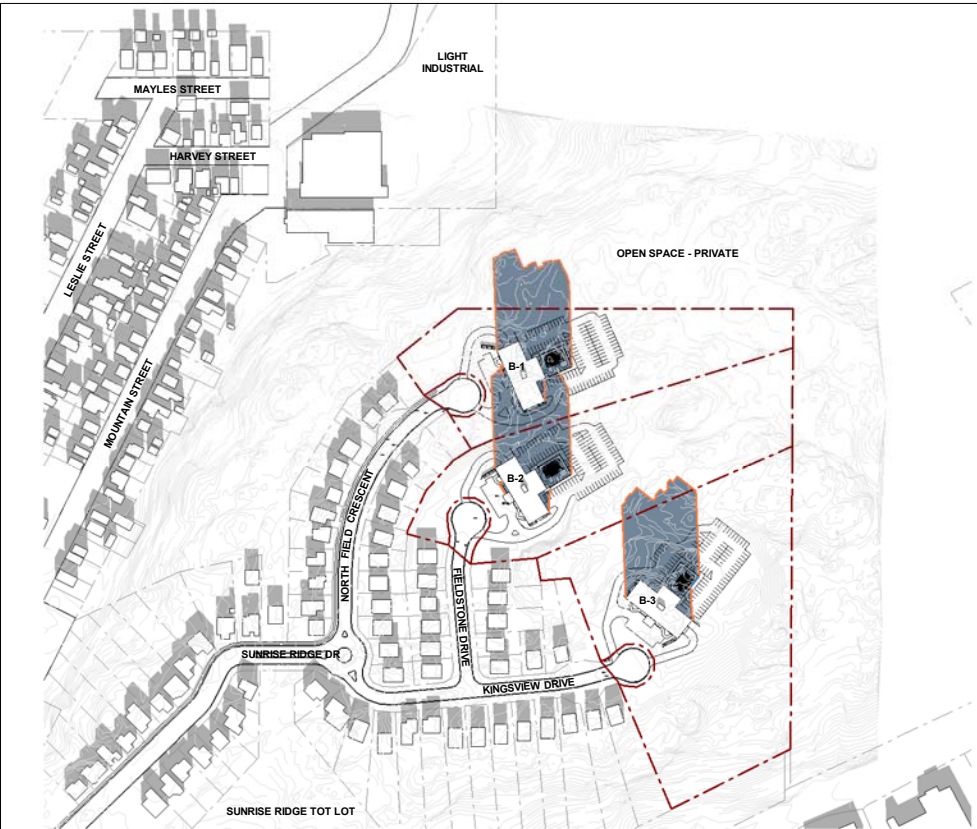 LIGHT
INDUSTRIAL
MAYLES STREET
HARVEY STREET
LESLIE STREET
OPEN SPACE - PRIVATE
MOUNTAIN STREET
B-1
B-2
NORTH FIELD CRESCENT
FIELDSTONE DRIVE
B-3
SUNRISE RIDGE DR
KINGSVIEW DRIVE
SUNRISE RIDGE TOT LOT